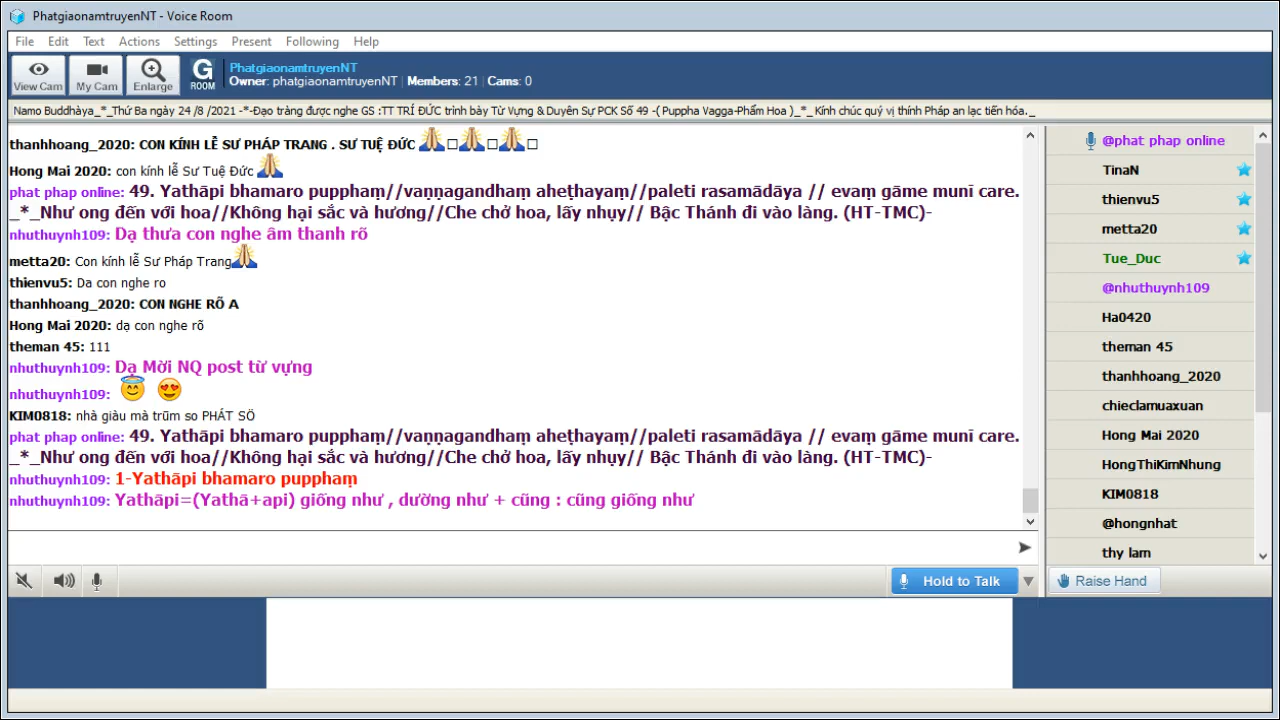 PhatgiaonamtruyenNT - Voice Room
File Edit Text Actions Settings Present Following Help
View Cam My Cam Enlarge G ROOM
PhatgiaonamtruyenNT
Owner: phatgiaonamtruyenNT Members: 21 Cams: 0
Namo Buddhàya_*_Thứ Ba ngày 24 /8 /2021 -*-Đạo tràng được nghe GS :TT TRÍ ĐỨC trình bày Từ Vựng & Duyên Sự PCK Số 49 -( Puppha Vagga-Phẩm Hoa )_*_Kính chúc quý vị thính Pháp an lạc tiến hóa._
thanhhoang_2020: CON KÍNH LỄ SƯ PHÁP TRANG . SƯ TUỆ ĐỨC
Hong Mai 2020: con kính lễ Sư Tuệ Đức
phat phap online: 49. Yathāpi bhamaro pupphaṃ//vaṇṇagandhaṃ aheṭhayaṃ//paleti rasamādāya // evaṃ gāme munī care.
_*_Như ong đến với hoa//Không hại sắc và hương//Che chở hoa, lấy nhụy// Bậc Thánh đi vào làng. (HT-TMC)-
nhuthuynh109: Dạ thưa con nghe âm thanh rõ
metta20: Con kính lễ Sư Pháp Trang
thienvu5: Da con nghe ro
thanhhoang_2020: CON NGHE RÕ A
Hong Mai 2020: dạ con nghe rõ
theman 45: 111
nhuthuynh109: Dạ Mời NQ post từ vựng
nhuthuynh109:
KIM0818: nhà giàu mà trũm so PHÁT SÕ
phat phap online: 49. Yathāpi bhamaro pupphaṃ//vaṇṇagandhaṃ aheṭhayaṃ//paleti rasamādāya // evaṃ gāme munī care.
_*_Như ong đến với hoa//Không hại sắc và hương//Che chở hoa, lấy nhụy// Bậc Thánh đi vào làng. (HT-TMC)-
nhuthuynh109: 1-Yathāpi bhamaro pupphaṃ
nhuthuynh109: Yathāpi=(Yathā+api) giống như , dường như + cũng : cũng giống như
@phat phap online
TinaN
thienvu5
metta20
Tue_Duc
@nhuthuynh109
Ha0420
theman 45
thanhhoang_2020
chieclamuaxuan
Hong Mai 2020
HongThiKimNhung
KIM0818
@hongnhat
thy lam
Hold to Talk
Raise Hand